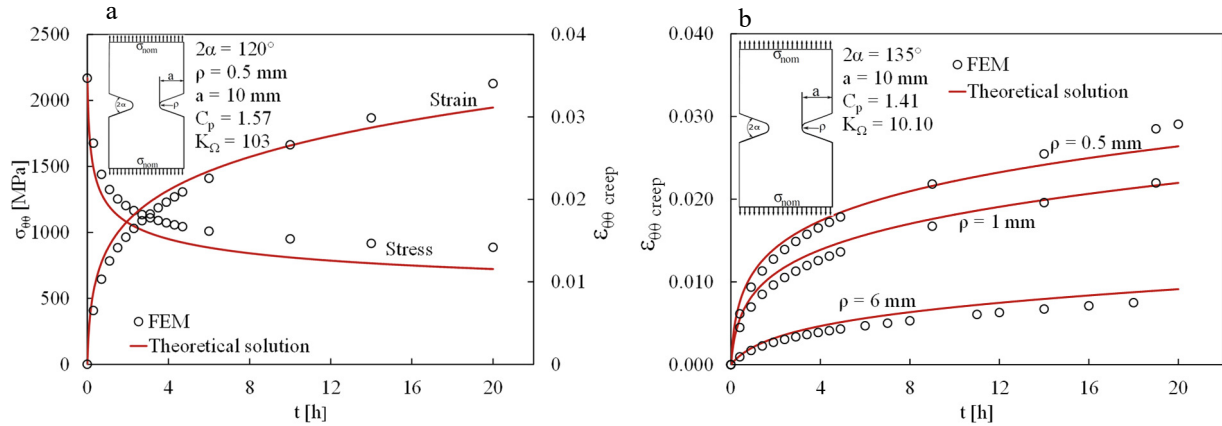 a
2500
2000
1500
1000
500
0
σθθ [MPa]
σnom
2α
a
ρ
σnom
2α = 120°
ρ = 0.5 mm
a = 10 mm
Cp = 1.57
KΩ = 103
Strain
Stress
FEM
Theoretical solution
0.04
0.03
0.02
0.01
0
εθθ creep
0 4 8 12 16 20
t [h]
b
0.040
0.030
0.020
0.010
0.000
εθθ creep
σnom
2α
a
ρ
σnom
2α = 135°
a = 10 mm
Cp = 1.41
KΩ = 10.10
FEM
Theoretical solution
ρ = 0.5 mm
ρ = 1 mm
ρ = 6 mm
0 4 8 12 16 20
t [h]